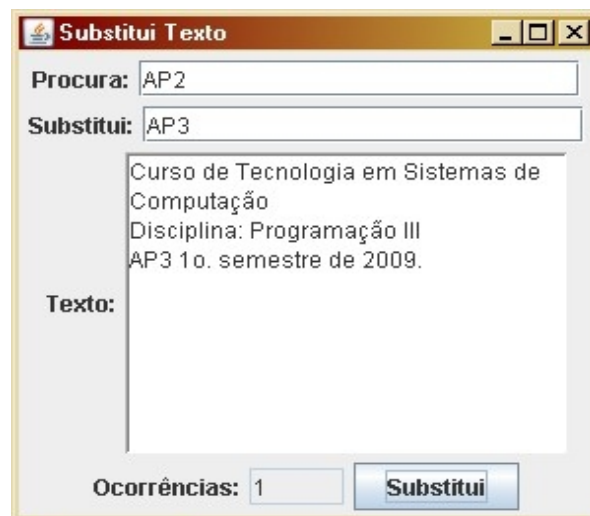 Substitui Texto
Procura: AP2
Substitui: AP3
Texto:
Curso de Tecnologia em Sistemas de
Computação
Disciplina: Programação III
AP3 1o. semestre de 2009.
Ocorrências: 1 Substitui